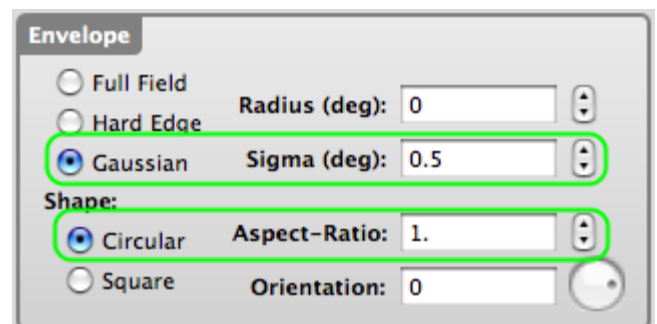 Envelope
Full Field
Hard Edge
Radius (deg): 0
Gaussian Sigma (deg): 0.5
Shape:
Circular Aspect-Ratio: 1.
Square Orientation: 0